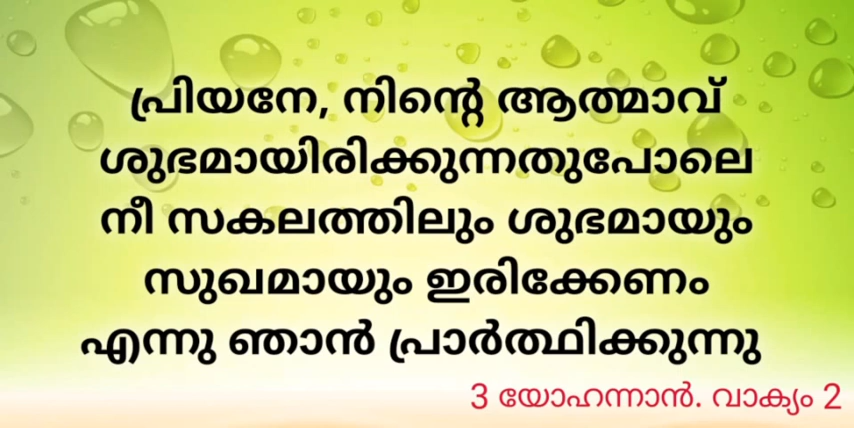 പ്രിയനേ, നിന്റെ ആത്മാവ്
ശുഭമായിരിക്കുന്നതുപോലെ
നീ സകലത്തിലും ശുഭമായും
സുഖമായും ഇരിക്കേണം
എന്നു ഞാൻ പ്രാർത്ഥിക്കുന്നു
3 യോഹന്നാൻ. വാക്യം 2